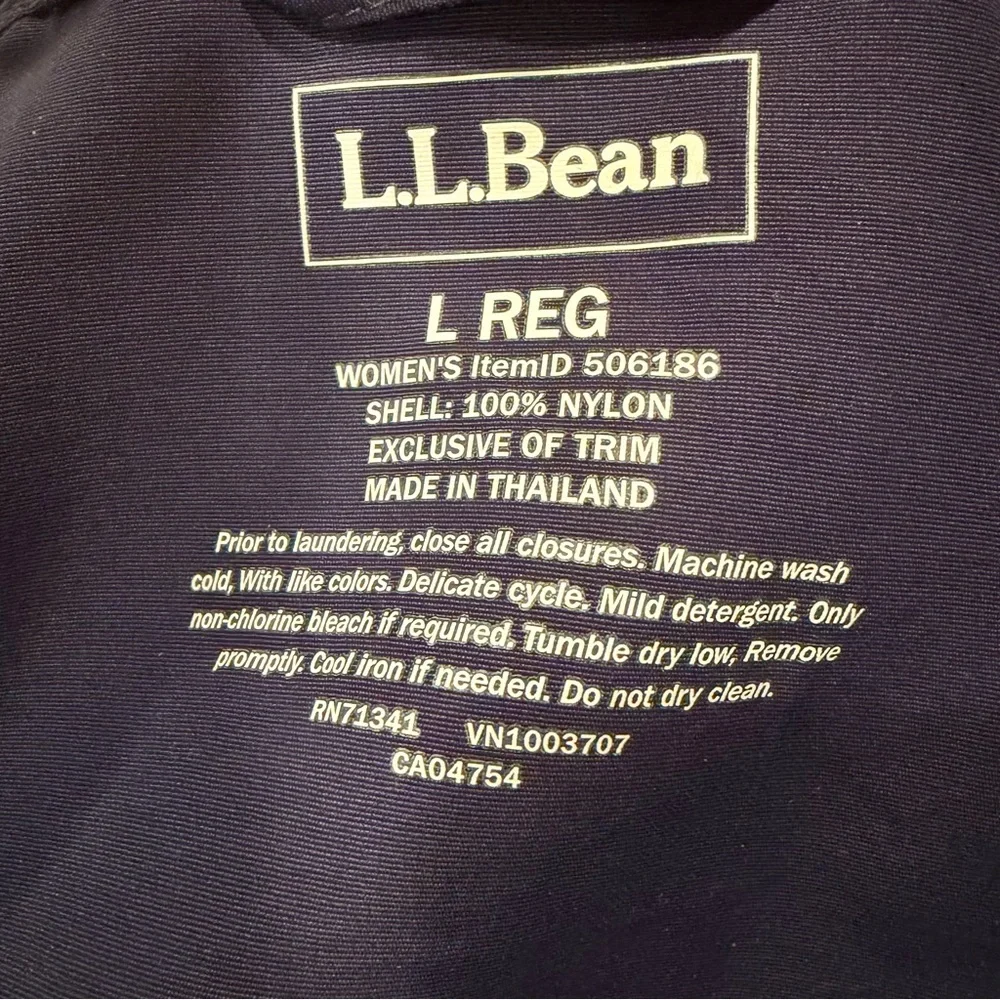 L.L.Bean
L REG
WOMEN'S ItemID 506186
SHELL: 100% NYLON
EXCLUSIVE OF TRIM
MADE IN THAILAND
Prior to laundering, close all closures. Machine wash
cold, With like colors. Delicate cycle. Mild detergent. Only
non-chlorine bleach if required. Tumble dry low, Remove
promptly. Cool iron if needed. Do not dry clean.
RN71341 VN1003707
CA04754